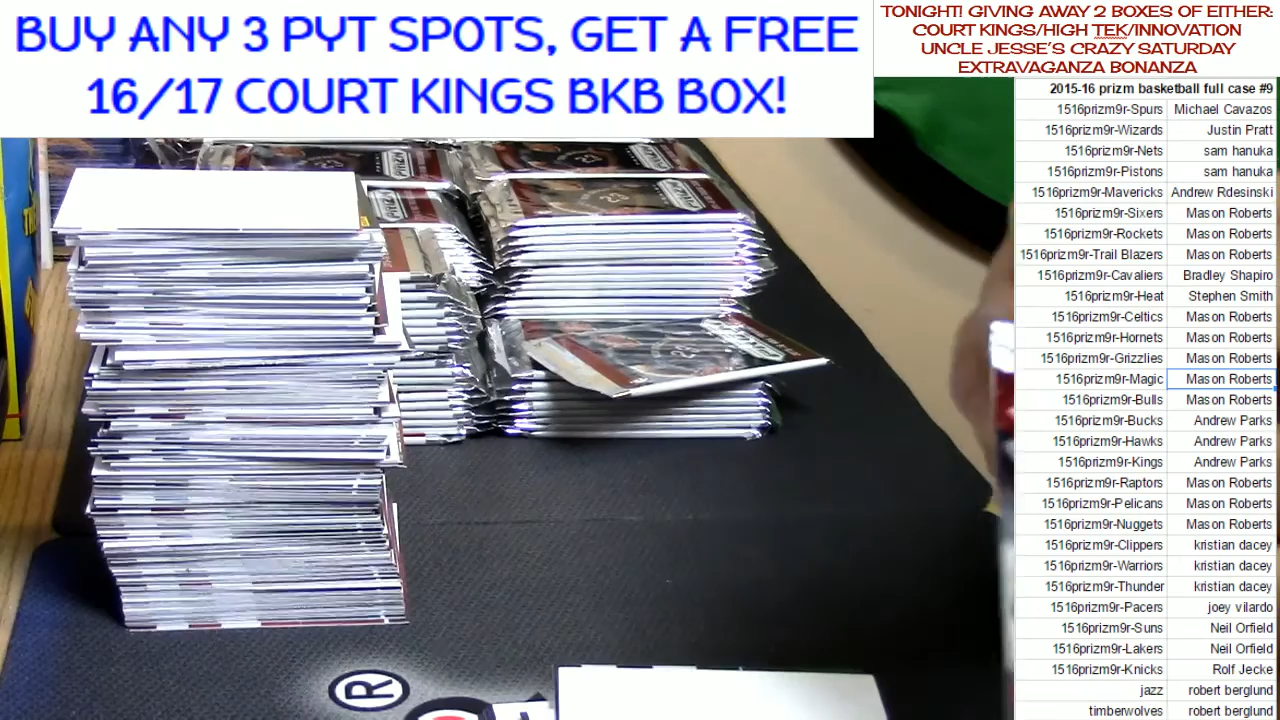 BUY ANY 3 PYT SPOTS, GET A FREE
16/17 COURT KINGS BKB BOX!
TONIGHT! GIVING AWAY 2 BOXES OF EITHER:
COURT KINGS/HIGH TEK/INNOVATION
UNCLE JESSE'S CRAZY SATURDAY
EXTRAVAGANZA BONANZA
2015-16 prizm basketball full case #9
1516prizm9r-Spurs Michael Cavazos
1516prizm9r-Wizards Justin Pratt
1516prizm9r-Nets sam hanuka
1516prizm9r-Pistons sam hanuka
1516prizm9r-Mavericks Andrew Rdesinski
1516prizm9r-Sixers Mason Roberts
1516prizm9r-Rockets Mason Roberts
1516prizm9r-Trail Blazers Mason Roberts
1516prizm9r-Cavaliers Bradley Shapiro
1516prizm9r-Heat Stephen Smith
1516prizm9r-Celtics Mason Roberts
1516prizm9r-Hornets Mason Roberts
1516prizm9r-Grizzlies Mason Roberts
1516prizm9r-Magic Mason Roberts
1516prizm9r-Bulls Mason Roberts
1516prizm9r-Bucks Andrew Parks
1516prizm9r-Hawks Andrew Parks
1516prizm9r-Kings Andrew Parks
1516prizm9r-Raptors Mason Roberts
1516prizm9r-Pelicans Mason Roberts
1516prizm9r-Nuggets Mason Roberts
1516prizm9r-Clippers kristian dacey
1516prizm9r-Warriors kristian dacey
1516prizm9r-Thunder kristian dacey
1516prizm9r-Pacers joey vilardo
1516prizm9r-Suns Neil Orfield
1516prizm9r-Lakers Neil Orfield
1516prizm9r-Knicks Rolf Jecke
jazz robert berglund
timberwolves robert berglund
PRIZM
23
®